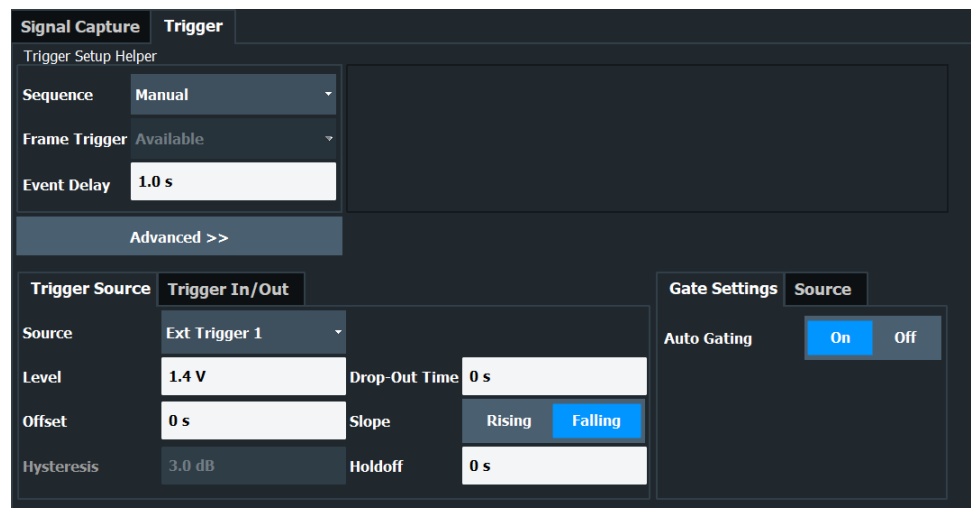 Signal Capture Trigger
Trigger Setup Helper
Sequence Manual
Frame Trigger Available
Event Delay 1.0 s
Advanced >>
Trigger Source Trigger In/Out Gate Settings Source
Source Ext Trigger 1 Auto Gating On Off
Level 1.4 V Drop-Out Time 0 s
Offset 0 s Slope Rising Falling
Hysteresis 3.0 dB Holdoff 0 s